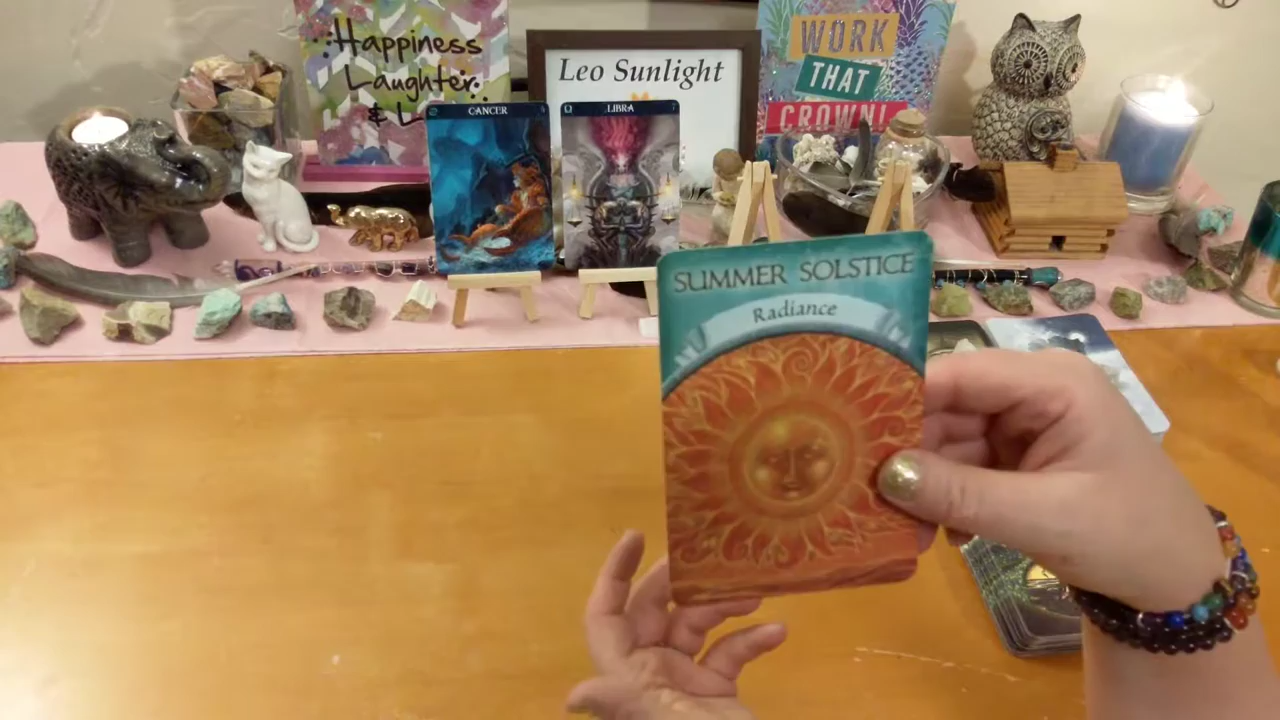 Happiness
Laughter
& L
Leo Sunlight
WORK
THAT
CROWN!
CANCER
LIBRA
SUMMER SOLSTICE
Radiance